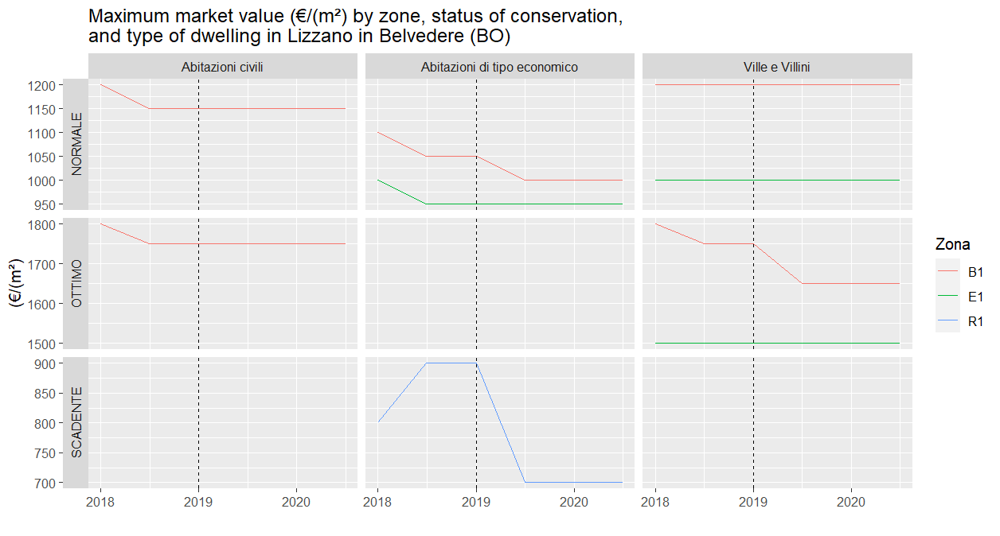 Maximum market value (€/(m²) by zone, status of conservation,
and type of dwelling in Lizzano in Belvedere (BO)
Abitazioni civili
Abitazioni di tipo economico
Ville e Villini
1200
1150
1100
1050
1000
950
NORMALE
1800
1700
1600
1500
OTTIMO
900
850
800
750
700
SCADENTE
(€/(m²)
2018
2019
2020
2018
2019
2020
2018
2019
2020
Zona
B1
E1
R1